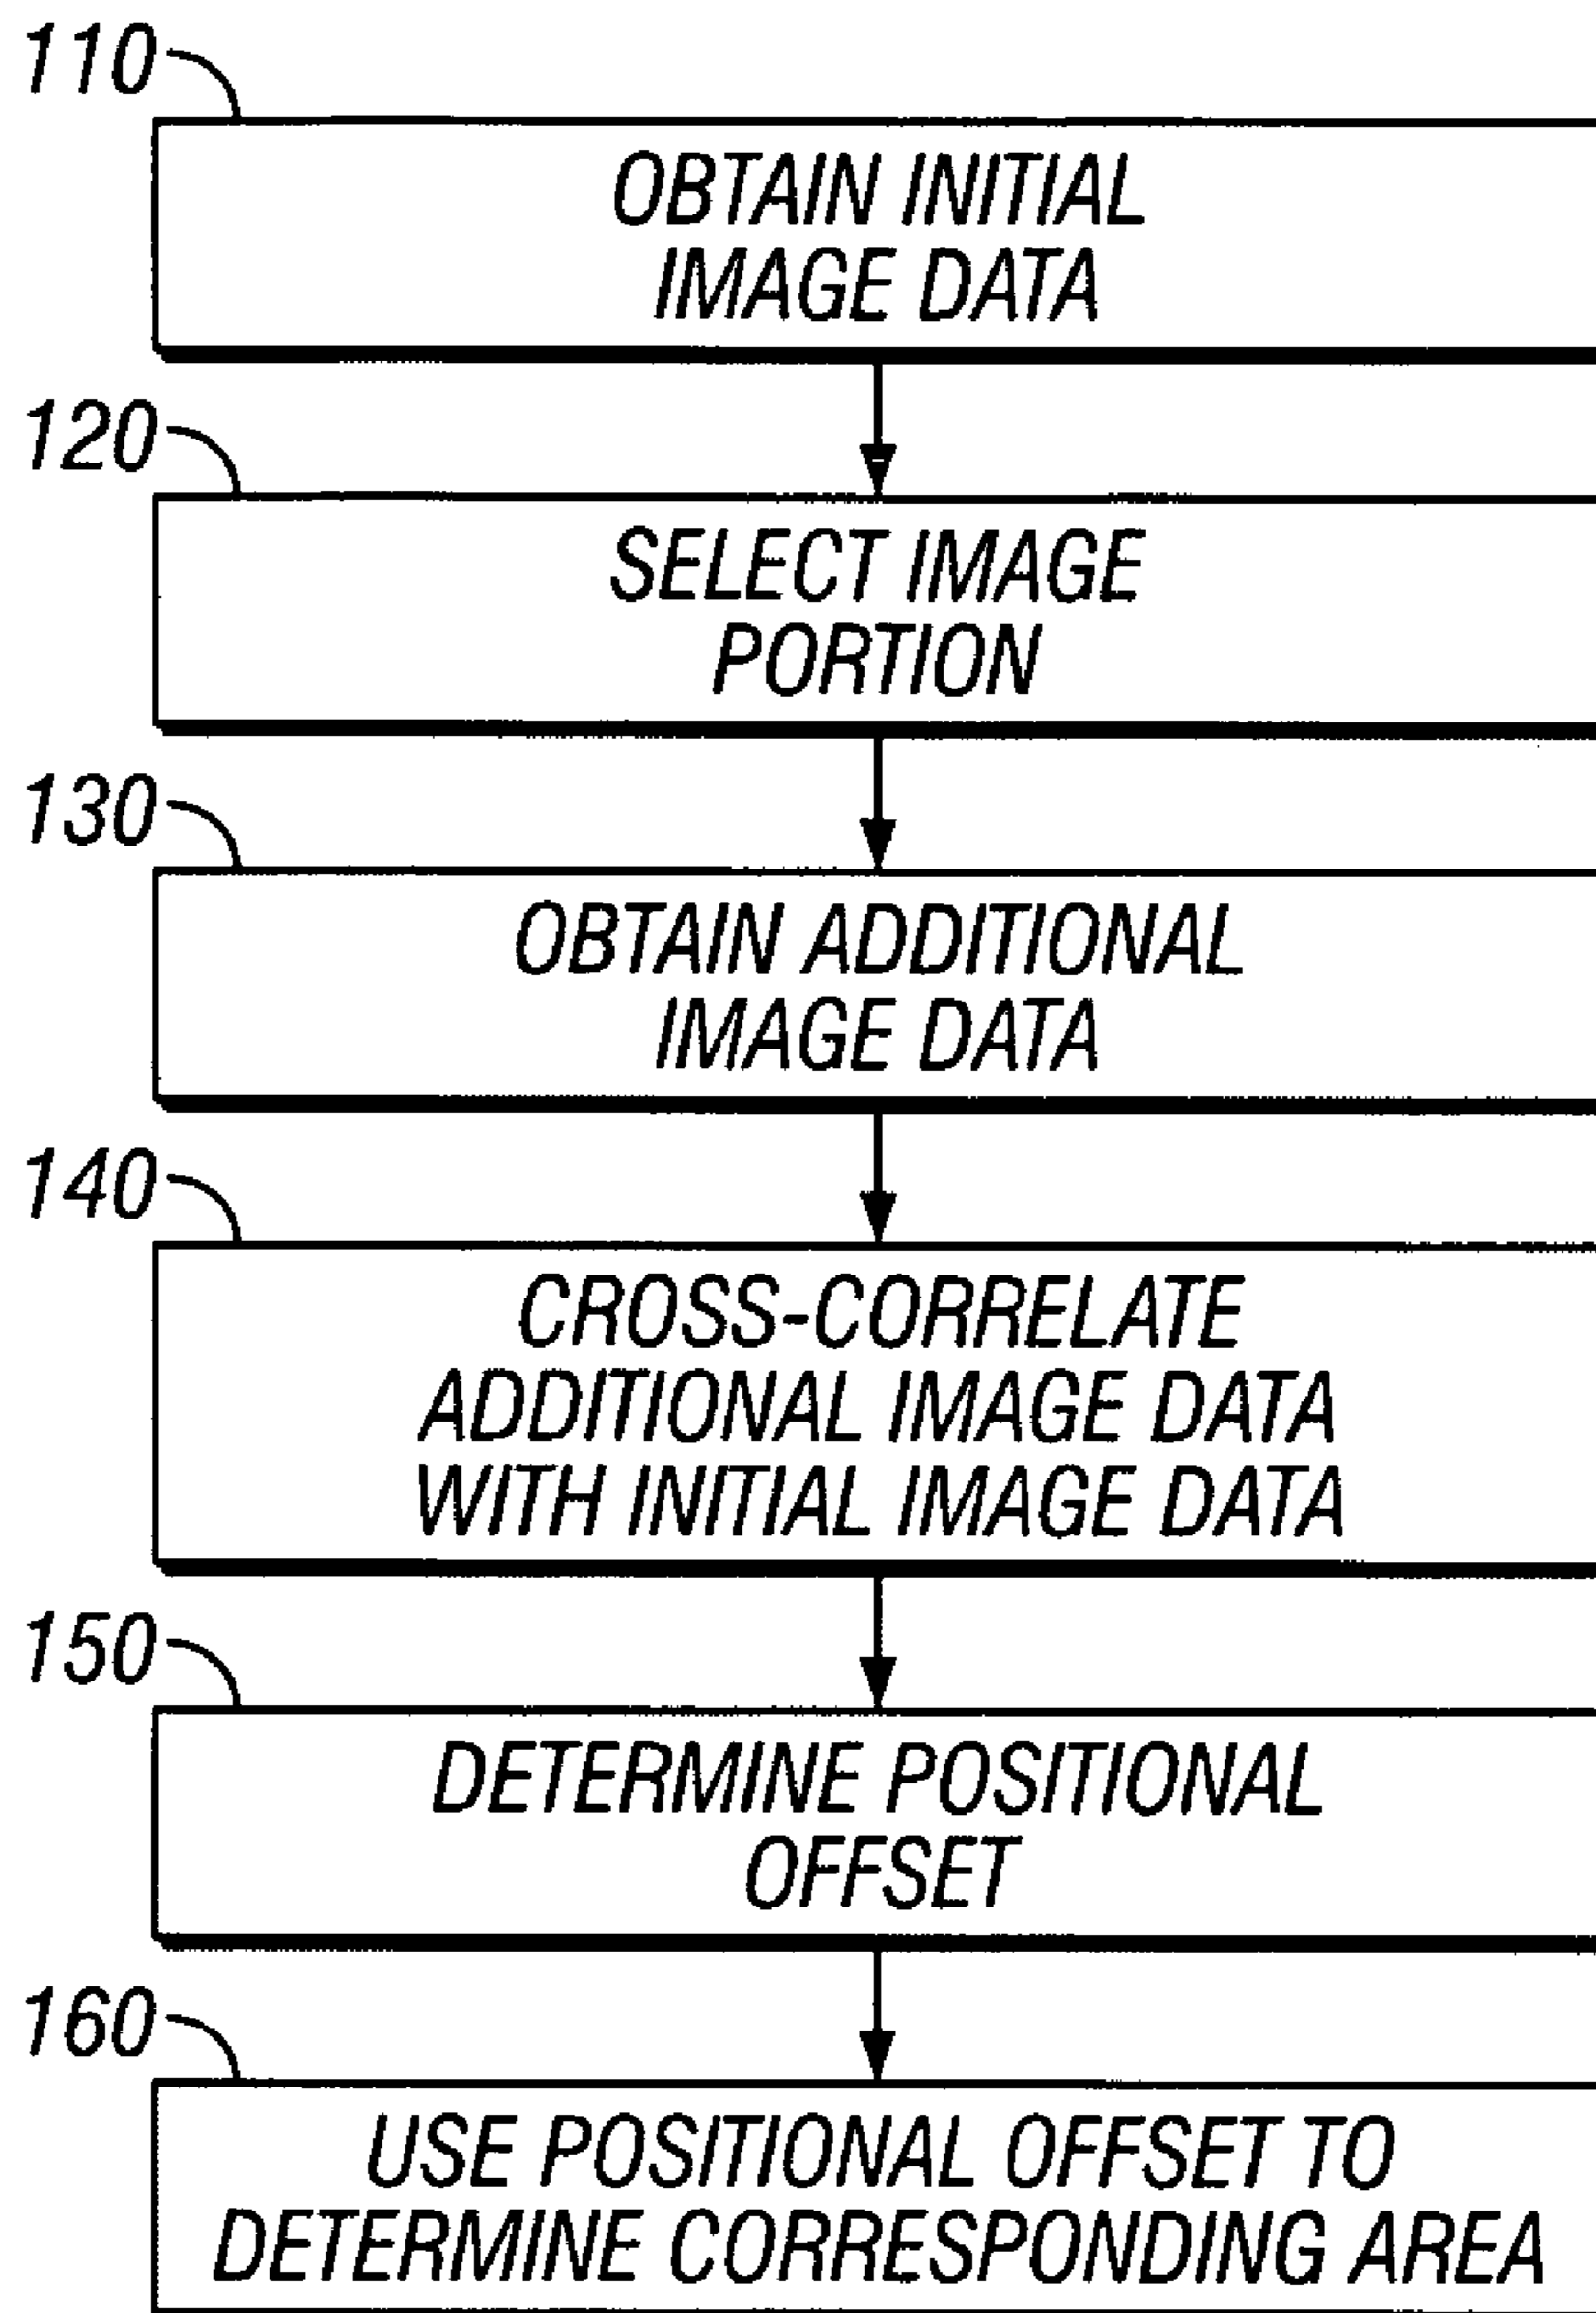 110
OBTAIN INITIAL
IMAGE DATA
120
SELECT IMAGE
PORTION
130
OBTAIN ADDITIONAL
IMAGE DATA
140
CROSS-CORRELATE
ADDITIONAL IMAGE DATA
WITH INITIAL IMAGE DATA
150
DETERMINE POSITIONAL
OFFSET
160
USE POSITIONAL OFFSET TO
DETERMINE CORRESPONDING AREA